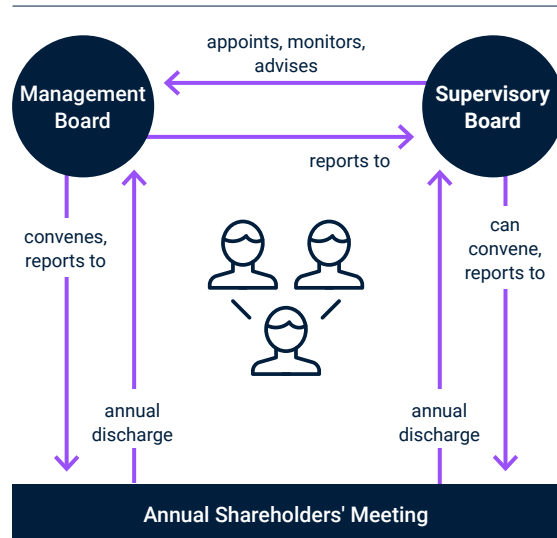 appoints, monitors,
advises
Management
Board
Supervisory
Board
reports to
convenes,
reports to
can
convene,
reports to
annual
discharge
annual
discharge
Annual Shareholders' Meeting